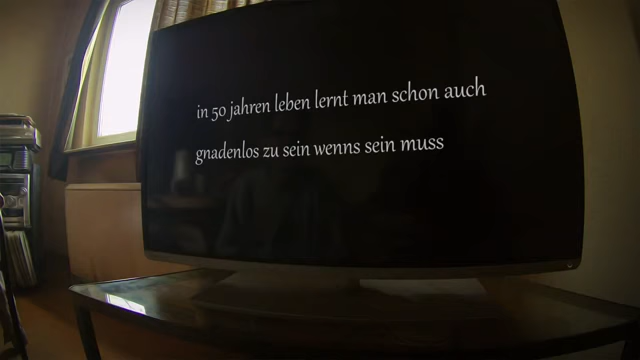 in 50 jahren leben lernt man schon auch
gnadenlos zu sein wenns sein muss